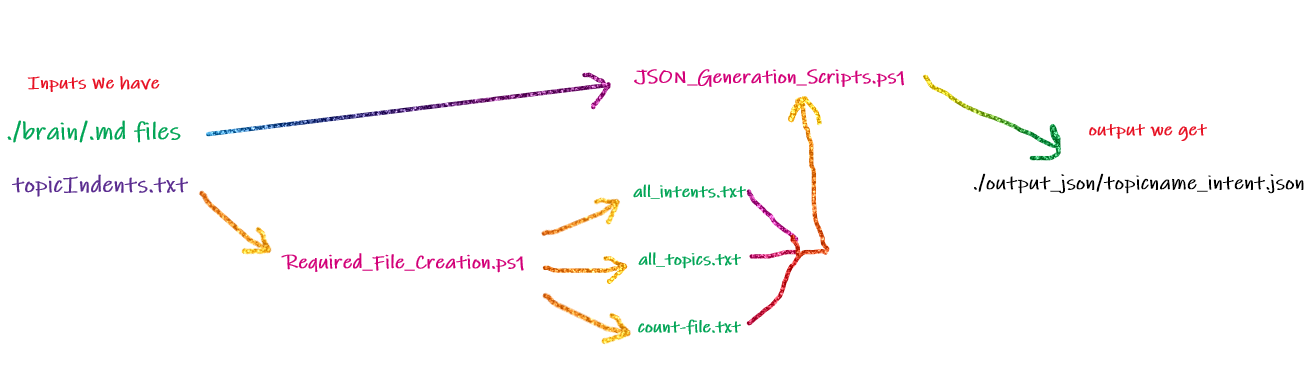 Inputs we have
./brain/.md files
topicIndents.txt
Required_File_Creation.ps1
all_intents.txt
all_topics.txt
count-file.txt
JSON_Generation_Scripts.ps1
output we get
./output_json/topicname_intent.json